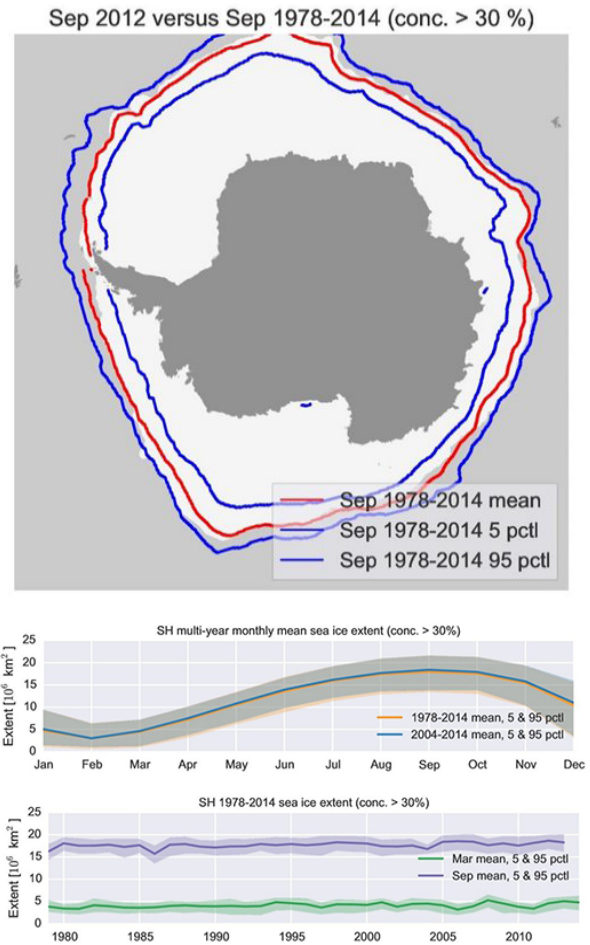 Sep 2012 versus Sep 1978-2014 (conc. > 30 %)
Sep 1978-2014 mean
Sep 1978-2014 5 pctl
Sep 1978-2014 95 pctl
SH multi-year monthly mean sea ice extent (conc. > 30%)
Extent [10⁶ km²]
25
20
15
10
5
0
1978-2014 mean, 5 & 95 pctl
2004-2014 mean, 5 & 95 pctl
Jan Feb Mar Apr May Jun Jul Aug Sep Oct Nov Dec
SH 1978-2014 sea ice extent (conc. > 30%)
Extent [10⁶ km²]
25
20
15
10
5
0
Mar mean, 5 & 95 pctl
Sep mean, 5 & 95 pctl
1980 1985 1990 1995 2000 2005 2010